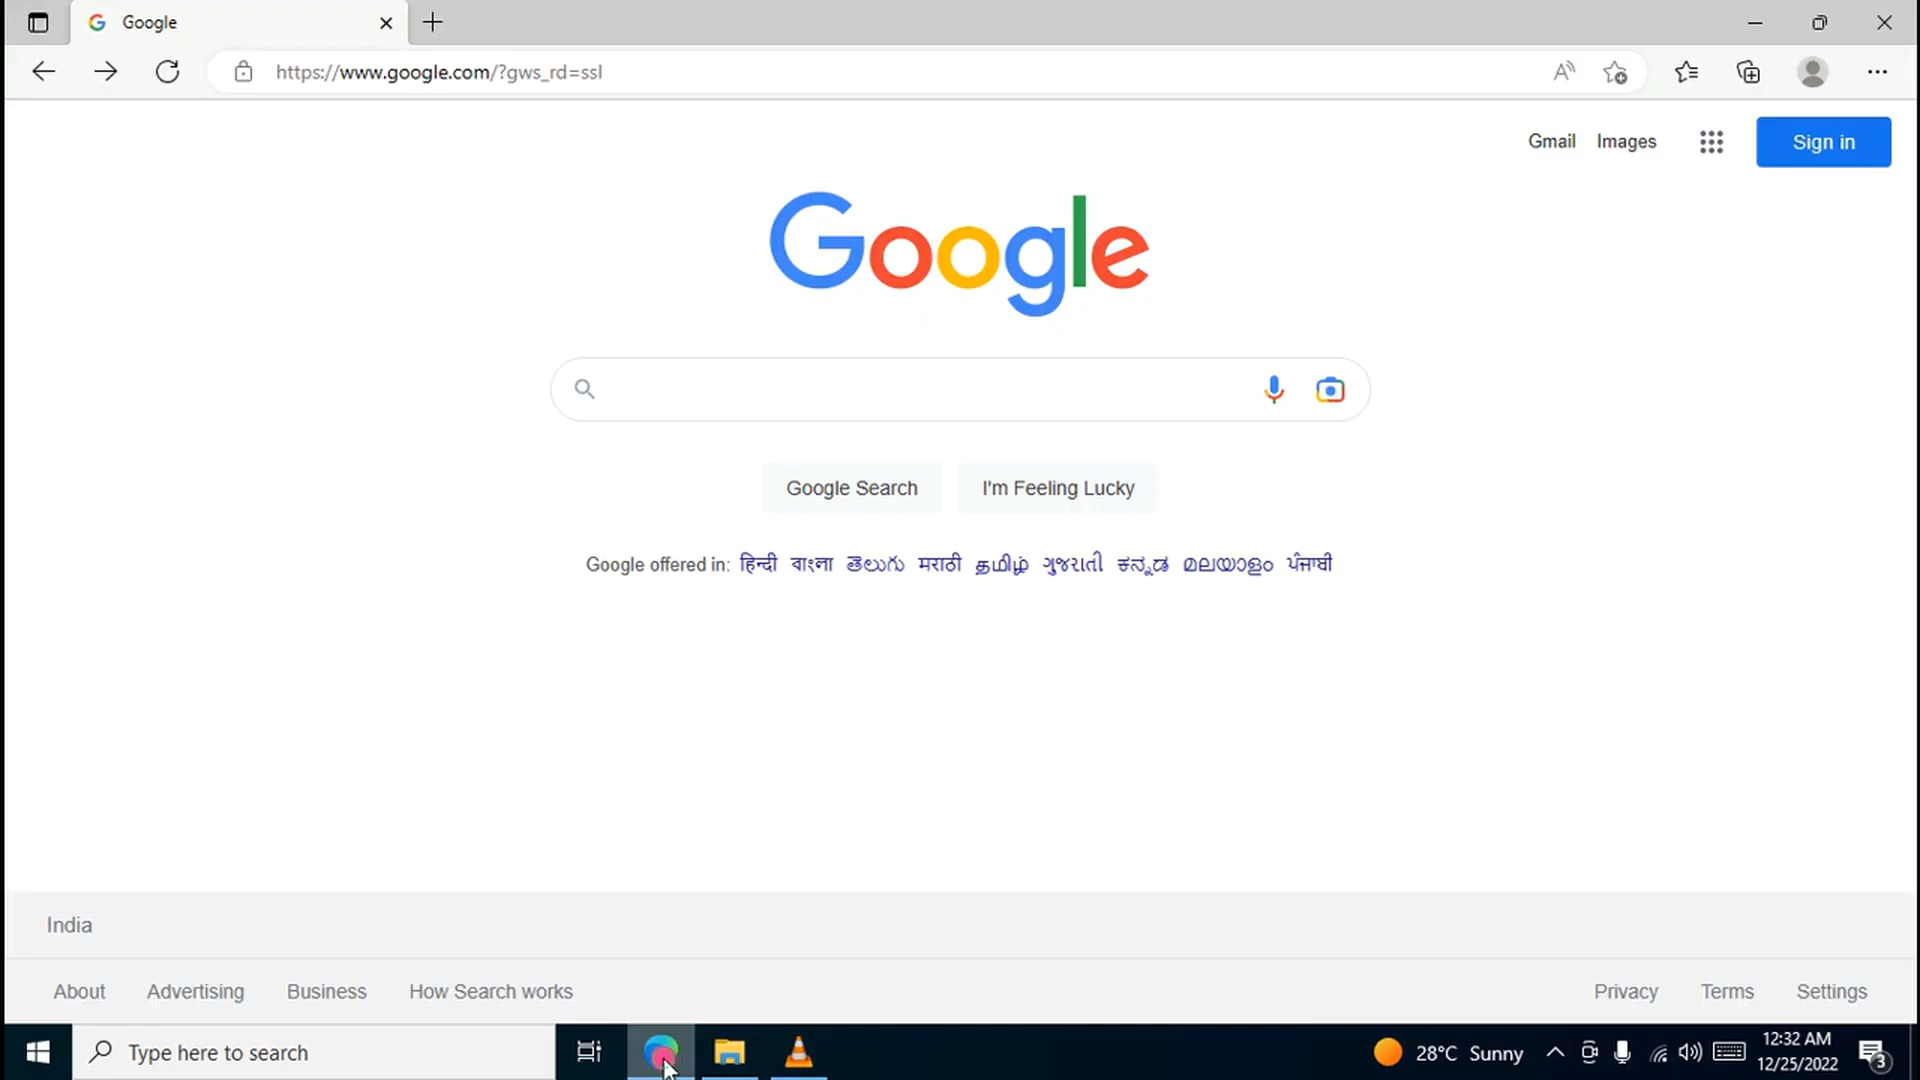 Google
https://www.google.com/?gws_rd=ssl
Gmail Images Sign in
Google
Google Search I'm Feeling Lucky
Google offered in: हिन्दी বাংলা తెలుగు मराठी தமிழ் ગુજરાતી ಕನ್ನಡ മലയാളം ਪੰਜਾਬੀ
India
About Advertising Business How Search works Privacy Terms Settings
Type here to search 28°C Sunny 12:32 AM
12/25/2022 3